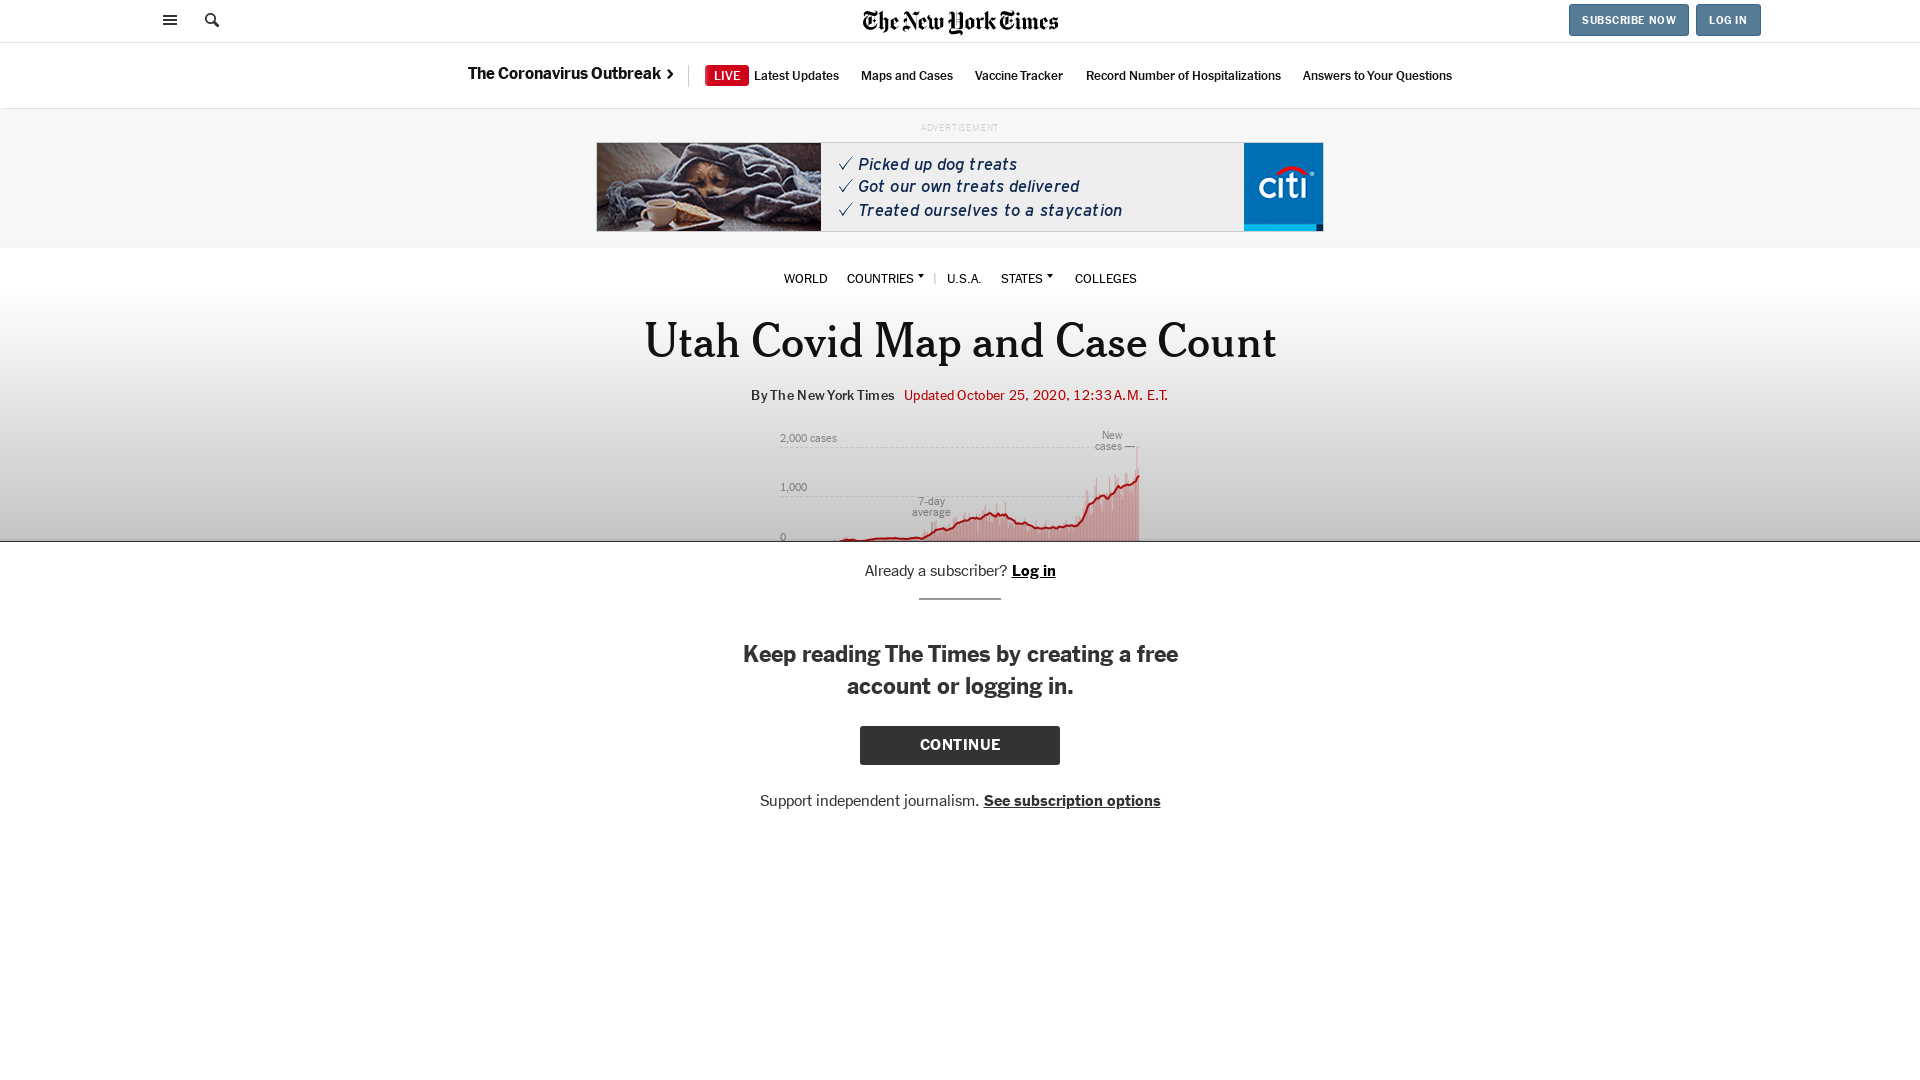 The New York Times
SUBSCRIBE NOW
LOG IN
The Coronavirus Outbreak
LIVE Latest Updates
Maps and Cases
Vaccine Tracker
Record Number of Hospitalizations
Answers to Your Questions
ADVERTISEMENT
Picked up dog treats
Got our own treats delivered
Treated ourselves to a staycation
citi
WORLD COUNTRIES | U.S.A. STATES COLLEGES
Utah Covid Map and Case Count
By The New York Times Updated October 25, 2020, 12:33 A.M. E.T.
2,000 cases
New
cases
1,000
7-day
average
0
Already a subscriber? Log in
Keep reading The Times by creating a free
account or logging in.
CONTINUE
Support independent journalism. See subscription options